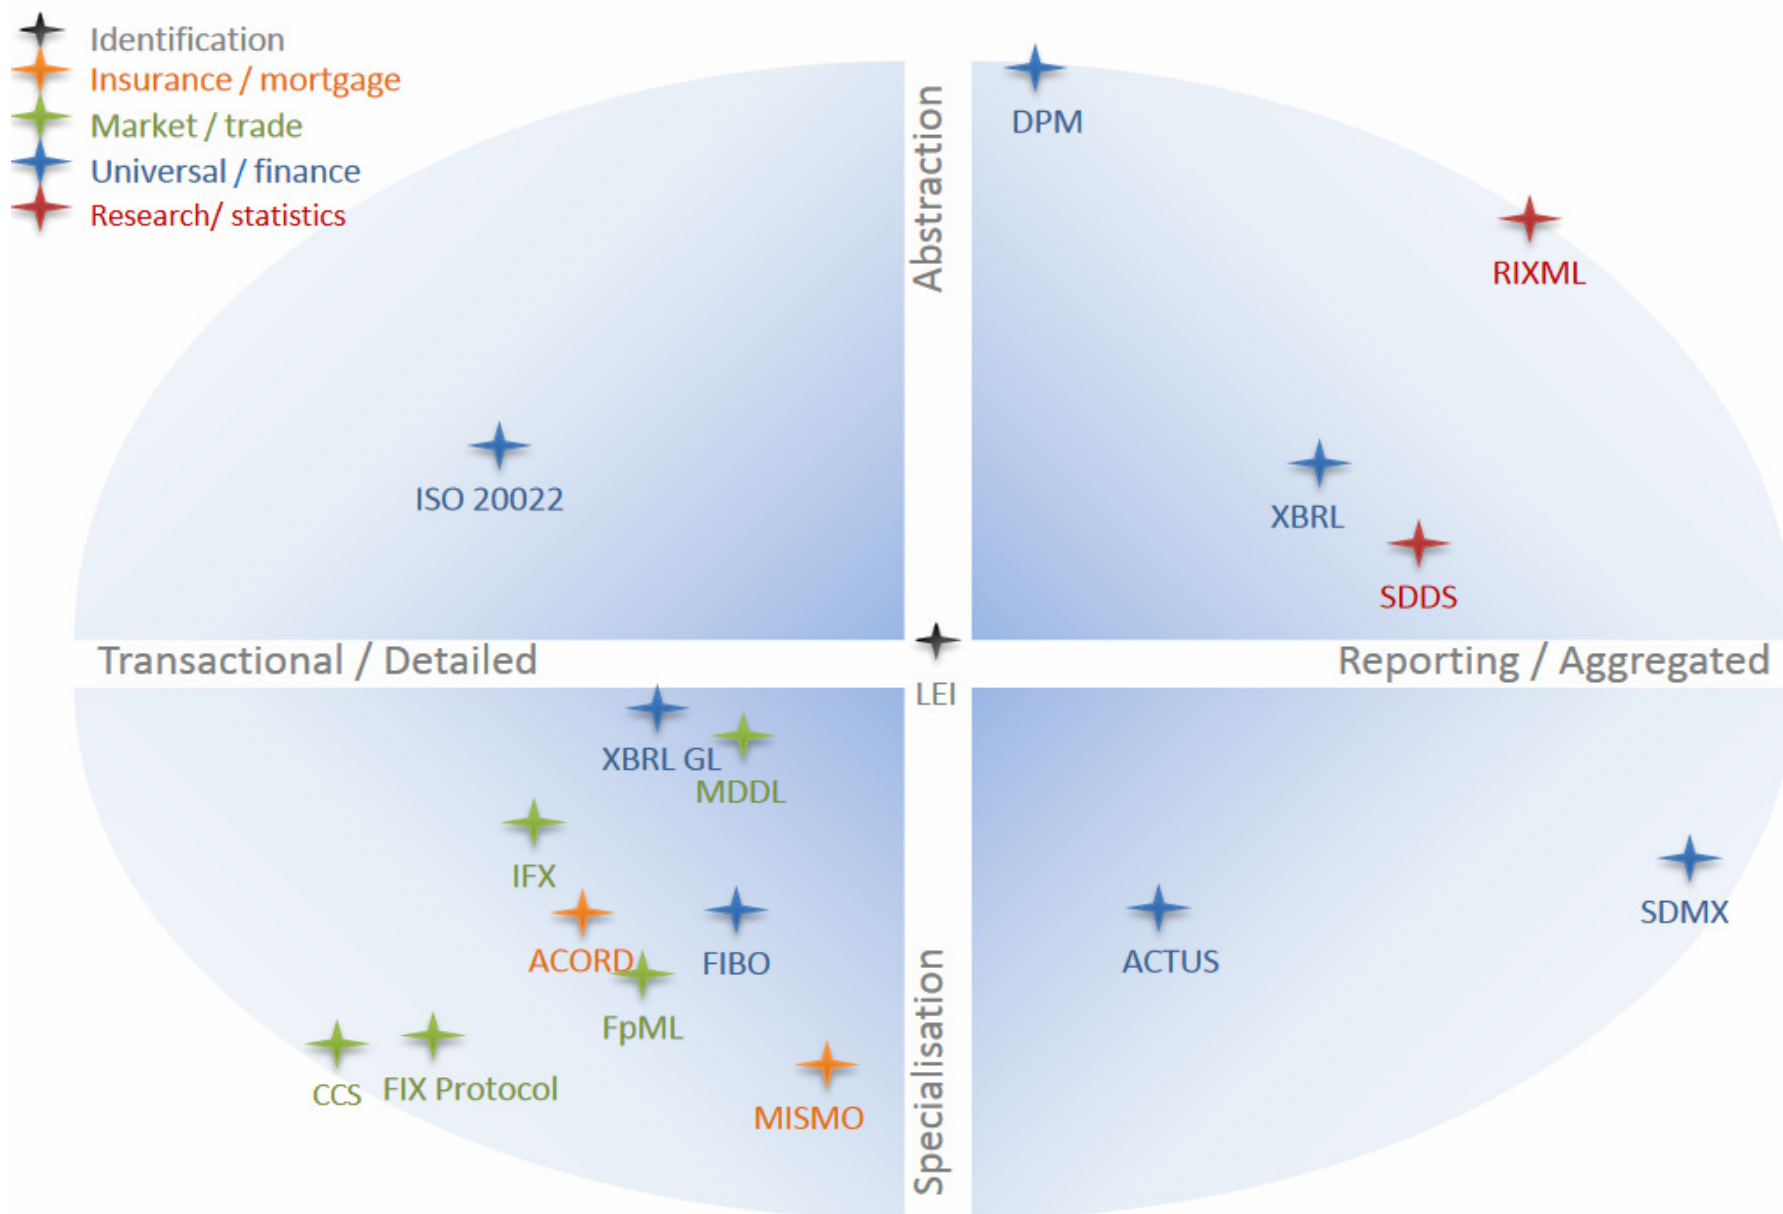 Identification
Insurance / mortgage
Market / trade
Universal / finance
Research/ statistics
Abstraction
DPM
RIXML
ISO 20022
XBRL
SDDS
Transactional / Detailed
Reporting / Aggregated
LEI
XBRL GL
MDDL
IFX
SDMX
ACORD
FIBO
ACTUS
FpML
Specialisation
CCS
FIX Protocol
MISMO